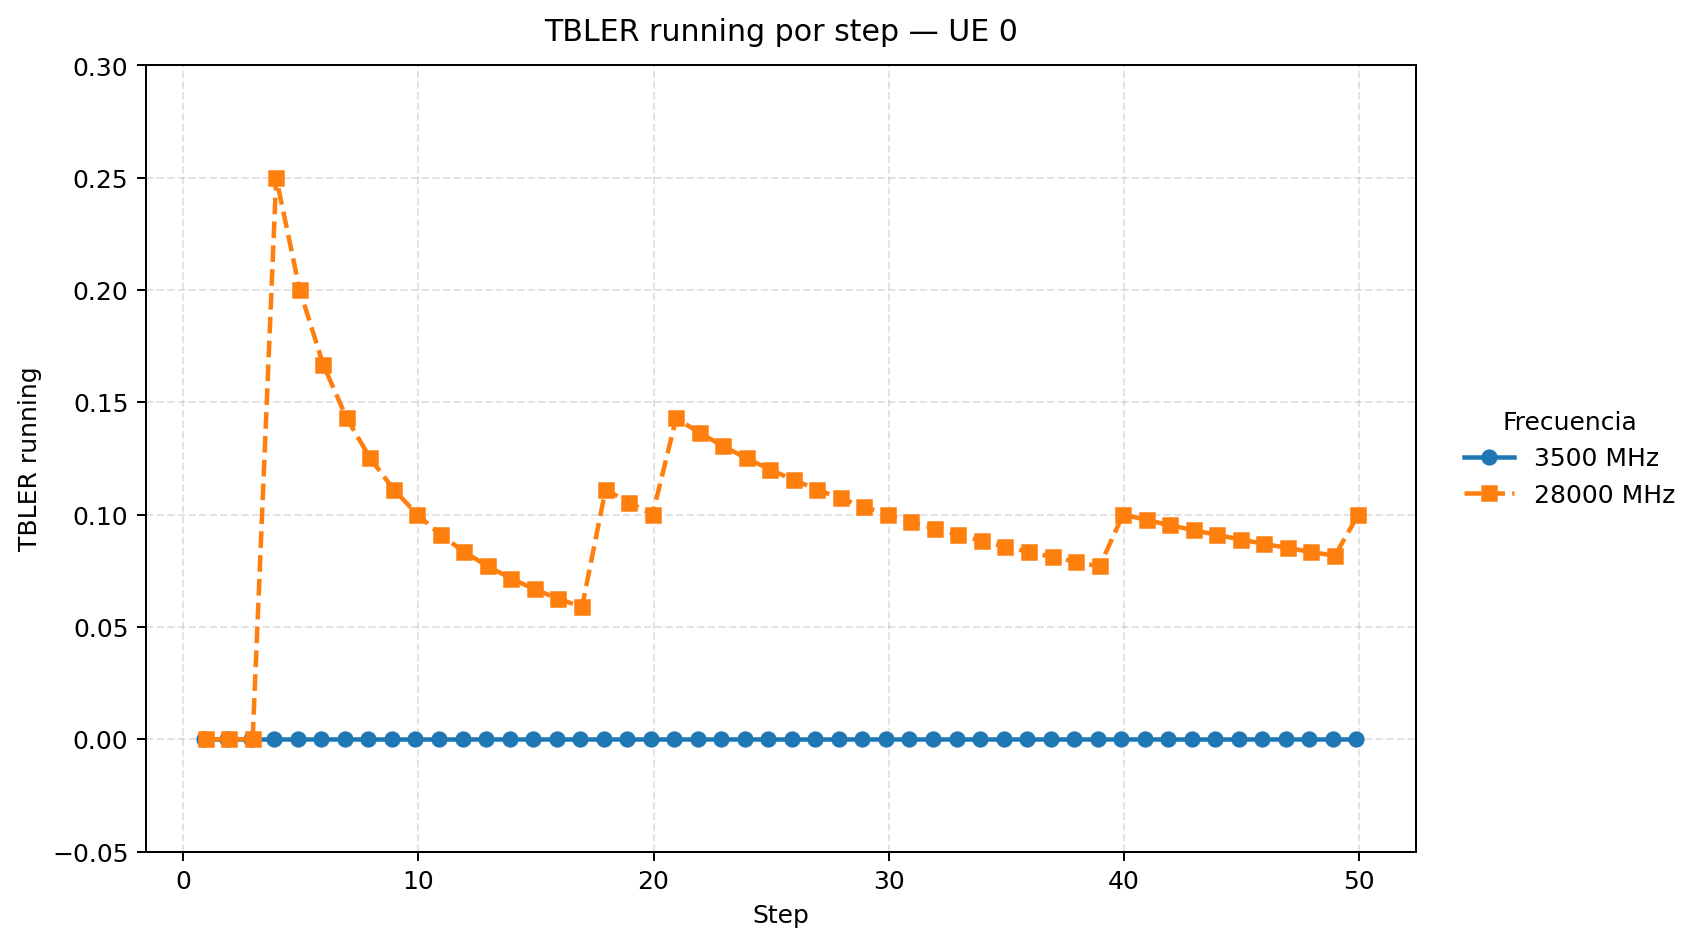 TBLER running por step — UE 0
TBLER running
0.30
0.25
0.20
0.15
0.10
0.05
0.00
−0.05
0 10 20 30 40 50
Step
Frecuencia
3500 MHz
28000 MHz